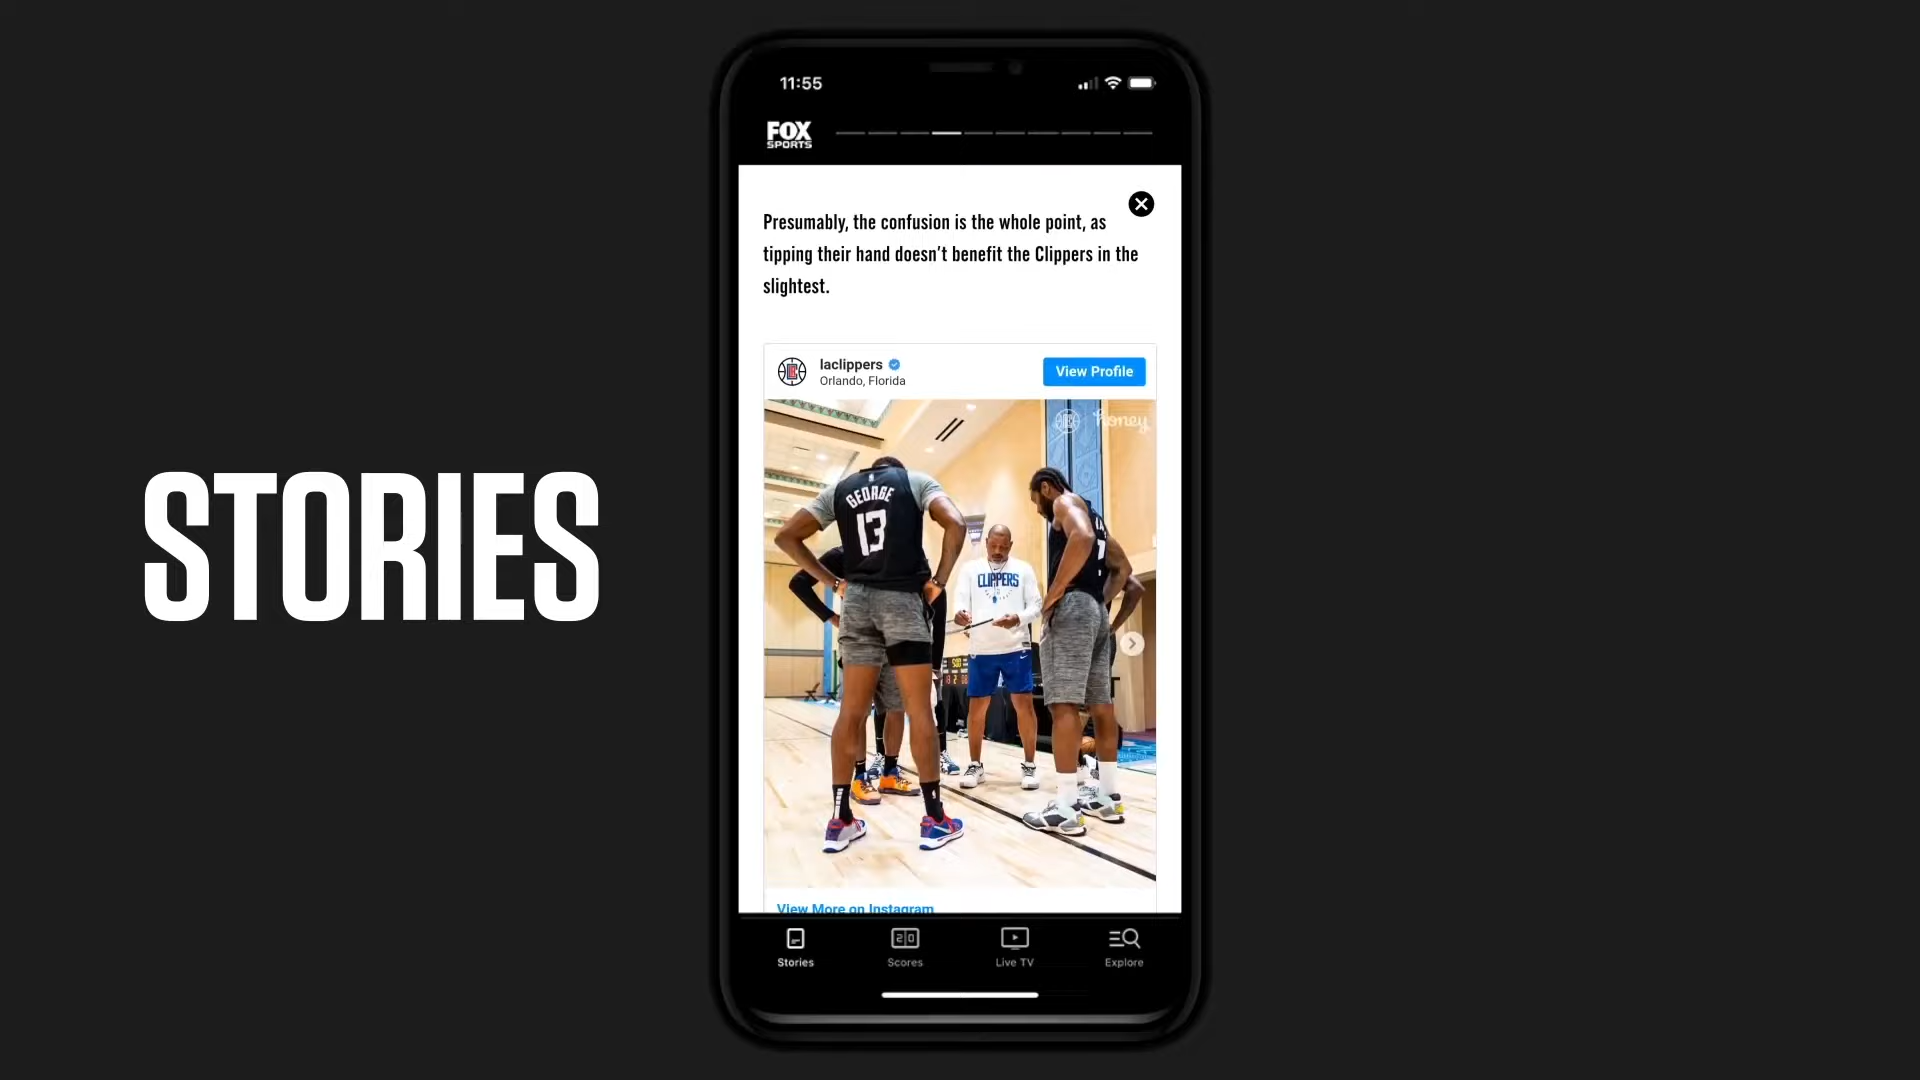 STORIES
11:55
FOX
SPORTS
Presumably, the confusion is the whole point, as
tipping their hand doesn't benefit the Clippers in the
slightest.
laclippers
Orlando, Florida
View Profile
honey
GEORGE
13
CLIPPERS
View More on Instagram
Stories
Scores
Live TV
Explore